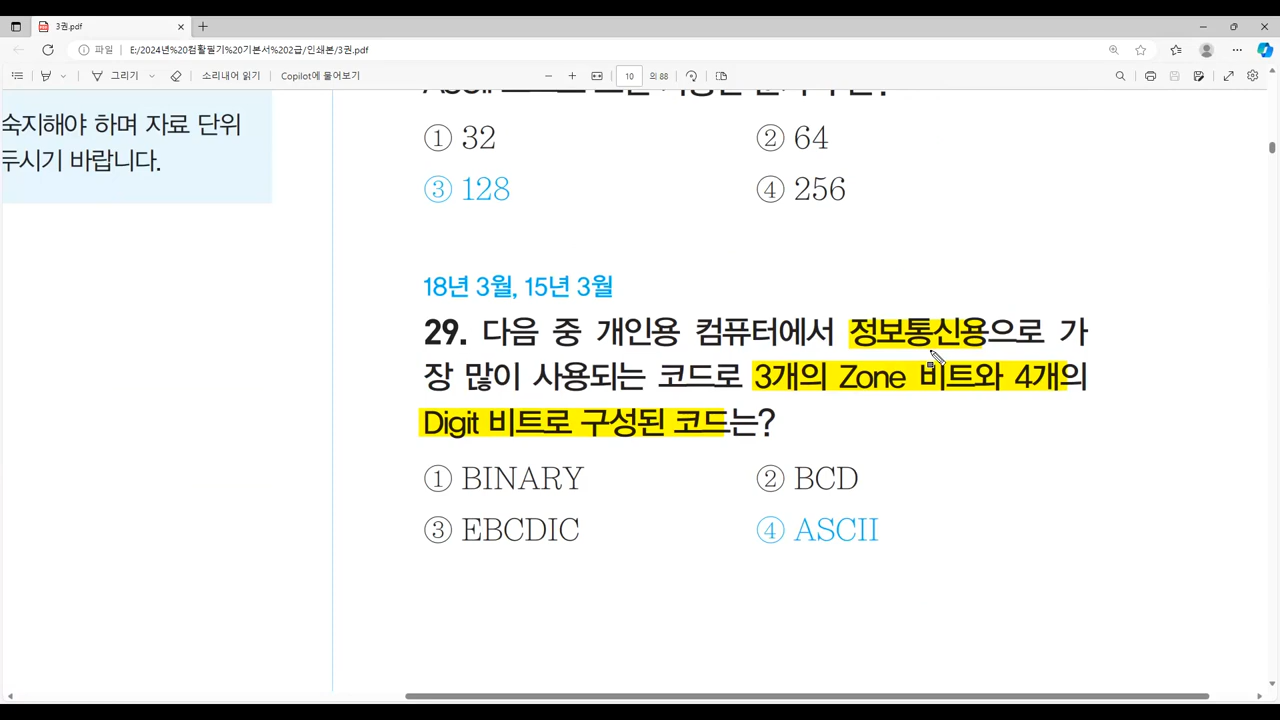 3권.pdf
파일
E:/2024년%20컴활필기%20기본서%202급/인쇄본/3권.pdf
그리기
소리내어 읽기
Copilot에 물어보기
10
의 88
숙지해야 하며 자료 단위
두시기 바랍니다.
① 32
② 64
③ 128
④ 256
18년 3월, 15년 3월
29. 다음 중 개인용 컴퓨터에서 정보통신용으로 가
장 많이 사용되는 코드로 3개의 Zone 비트와 4개의
Digit 비트로 구성된 코드는?
① BINARY
② BCD
③ EBCDIC
④ ASCII